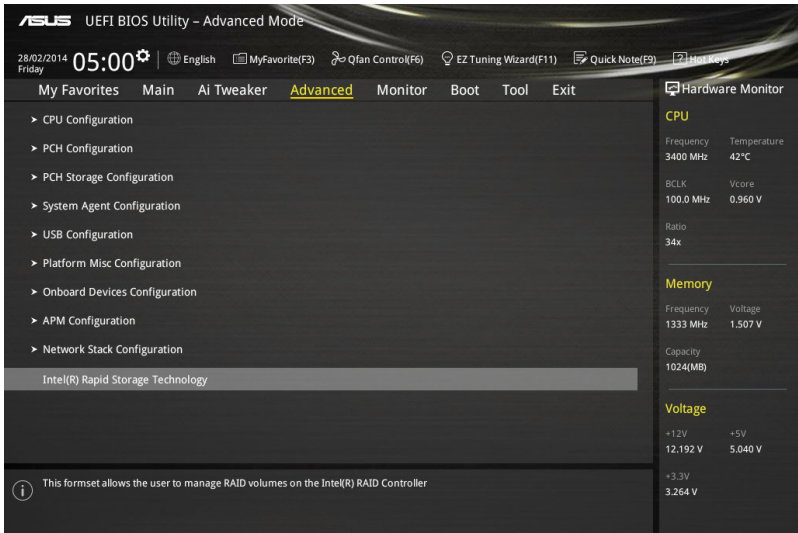 ASUS UEFI BIOS Utility – Advanced Mode
28/02/2014 05:00 English MyFavorite(F3) Qfan Control(F6) EZ Tuning Wizard(F11) Quick Note(F9) ? Hot Keys
Friday
My Favorites Main Ai Tweaker Advanced Monitor Boot Tool Exit
> CPU Configuration
> PCH Configuration
> PCH Storage Configuration
> System Agent Configuration
> USB Configuration
> Platform Misc Configuration
> Onboard Devices Configuration
> APM Configuration
> Network Stack Configuration
Intel(R) Rapid Storage Technology
i This formset allows the user to manage RAID volumes on the Intel(R) RAID Controller
Hardware Monitor
CPU
Frequency Temperature
3400 MHz 42°C
BCLK Vcore
100.0 MHz 0.960 V
Ratio
34x
Memory
Frequency Voltage
1333 MHz 1.507 V
Capacity
1024(MB)
Voltage
+12V +5V
12.192 V 5.040 V
+3.3V
3.264 V